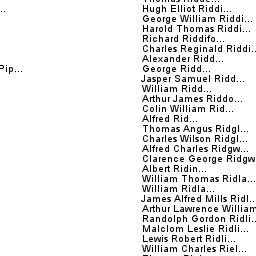 Thomas Ridde...
Hugh Elliot Riddi...
...
George William Riddi...
Harold Thomas Riddi...
Richard Riddifo...
Charles Reginald Riddi...
Alexander Ridd...
Pip...
George Ridd...
Jasper Samuel Ridd...
William Ridd...
Arthur James Riddo...
Colin William Rid...
Alfred Rid...
Thomas Angus Ridgl...
Charles Wilson Ridgl...
Alfred Charles Ridgw...
Clarence George Ridgw
Albert Ridin...
William Thomas Ridla...
William Ridla...
James Alfred Mills Ridl...
Arthur Lawrence William
Randolph Gordon Ridli...
Malclom Leslie Ridli...
Lewis Robert Ridli...
William Charles Riel...